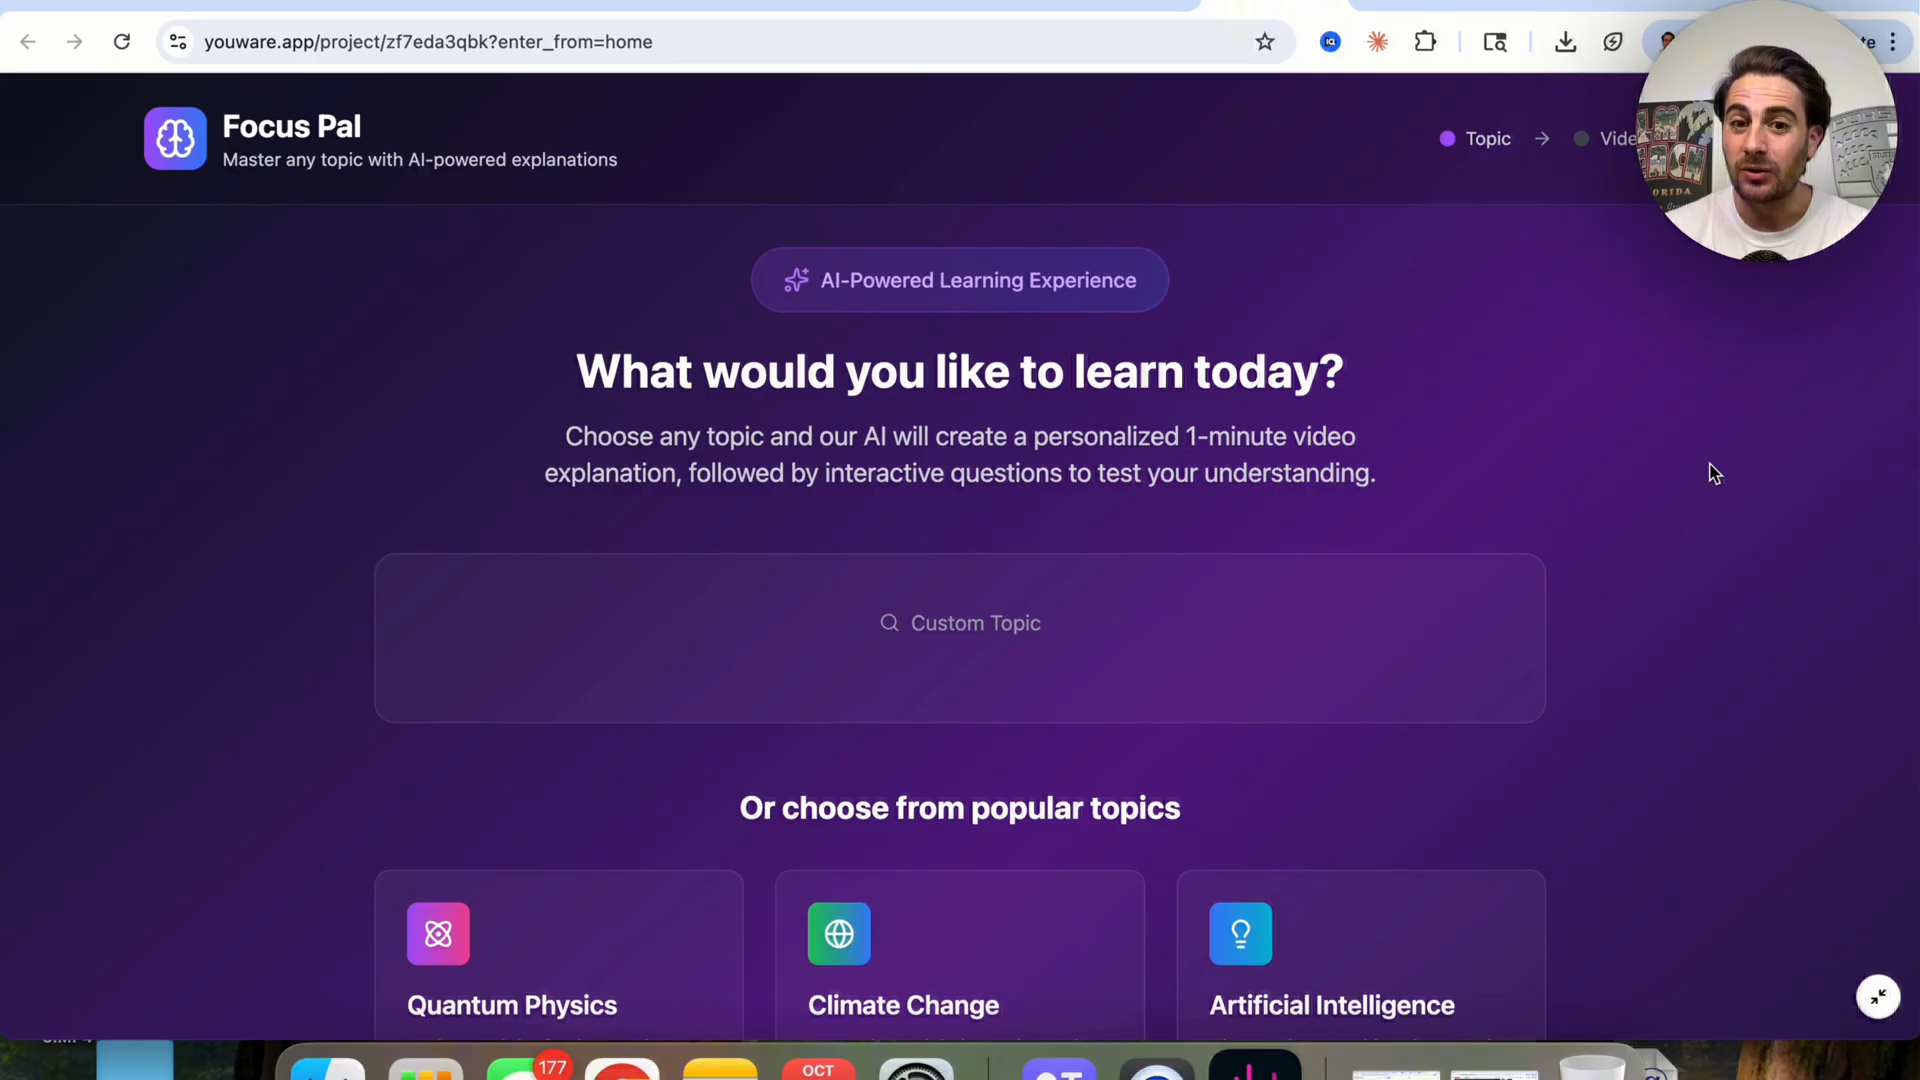 youware.app/project/zf7eda3qbk?enter_from=home
Focus Pal
Master any topic with AI-powered explanations
Topic
AI-Powered Learning Experience
What would you like to learn today?
Choose any topic and our AI will create a personalized 1-minute video
explanation, followed by interactive questions to test your understanding.
Custom Topic
Or choose from popular topics
Quantum Physics
Climate Change
Artificial Intelligence
177
OCT